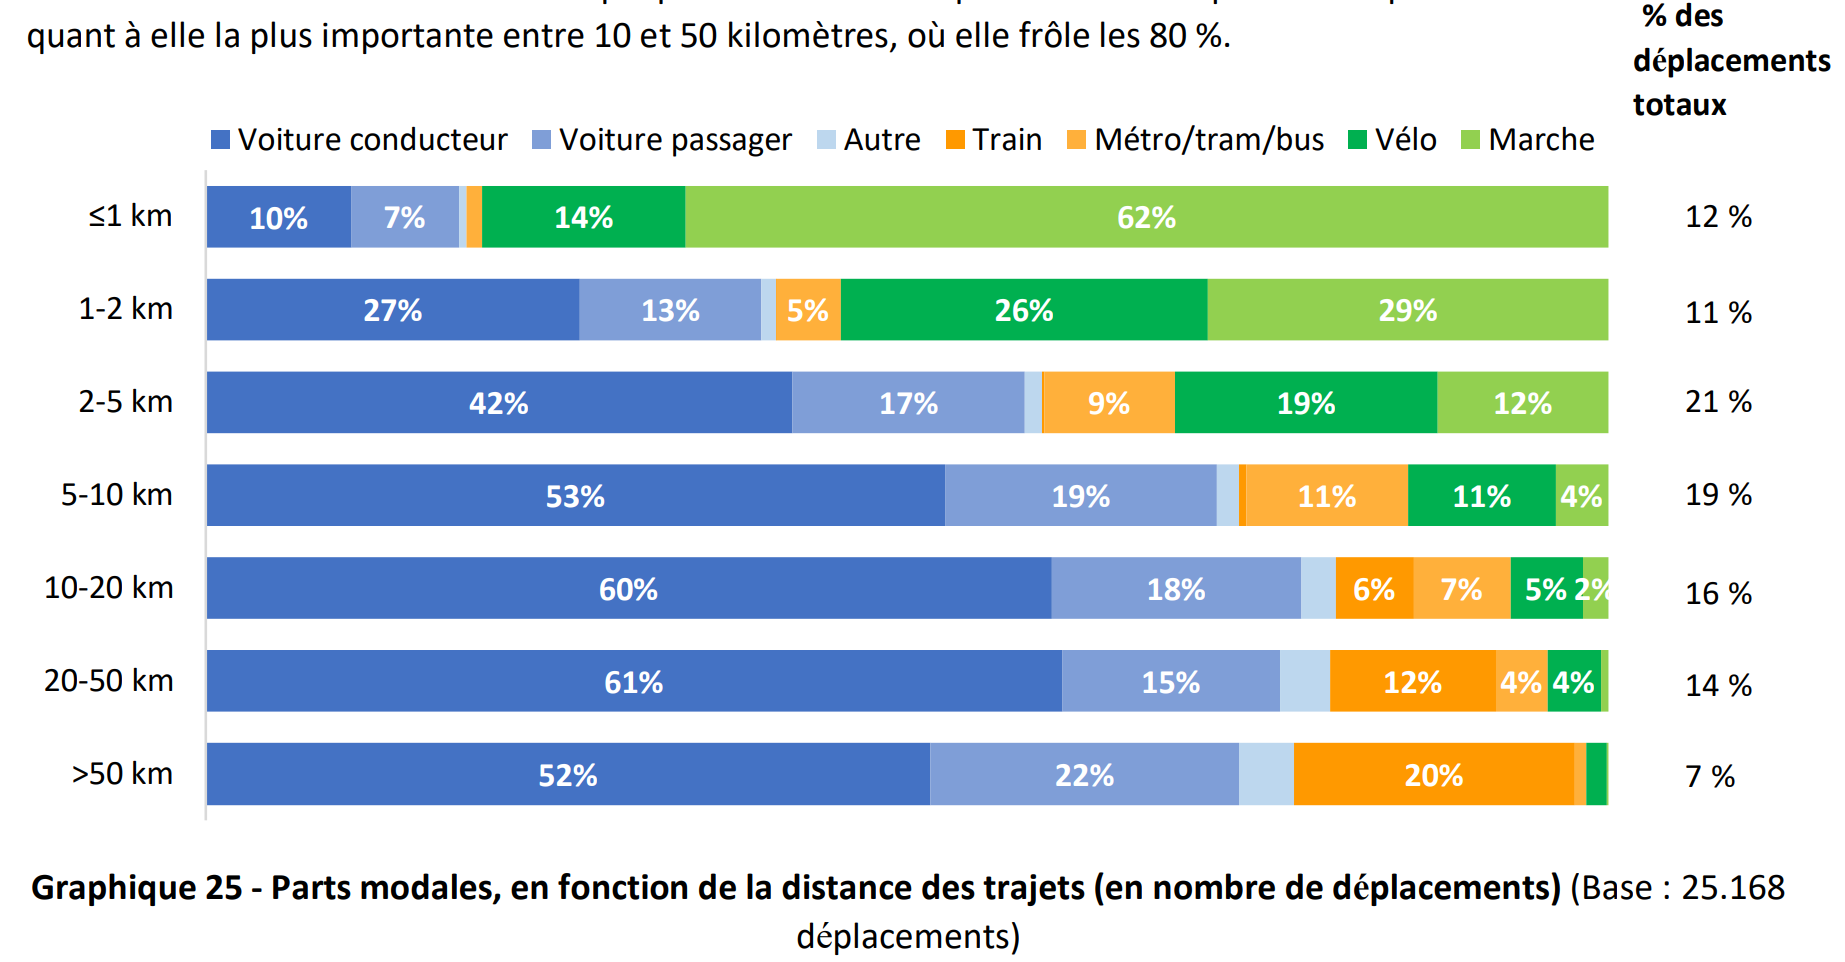 quant à elle la plus importante entre 10 et 50 kilomètres, où elle frôle les 80 %.
% des
déplacements
totaux
Voiture conducteur Voiture passager Autre Train Métro/tram/bus Vélo Marche
≤1 km 10% 7% 14% 62% 12 %
1-2 km 27% 13% 5% 26% 29% 11 %
2-5 km 42% 17% 9% 19% 12% 21 %
5-10 km 53% 19% 11% 11% 4% 19 %
10-20 km 60% 18% 6% 7% 5% 2% 16 %
20-50 km 61% 15% 12% 4% 4% 14 %
>50 km 52% 22% 20% 7 %
Graphique 25 - Parts modales, en fonction de la distance des trajets (en nombre de déplacements) (Base : 25.168
déplacements)